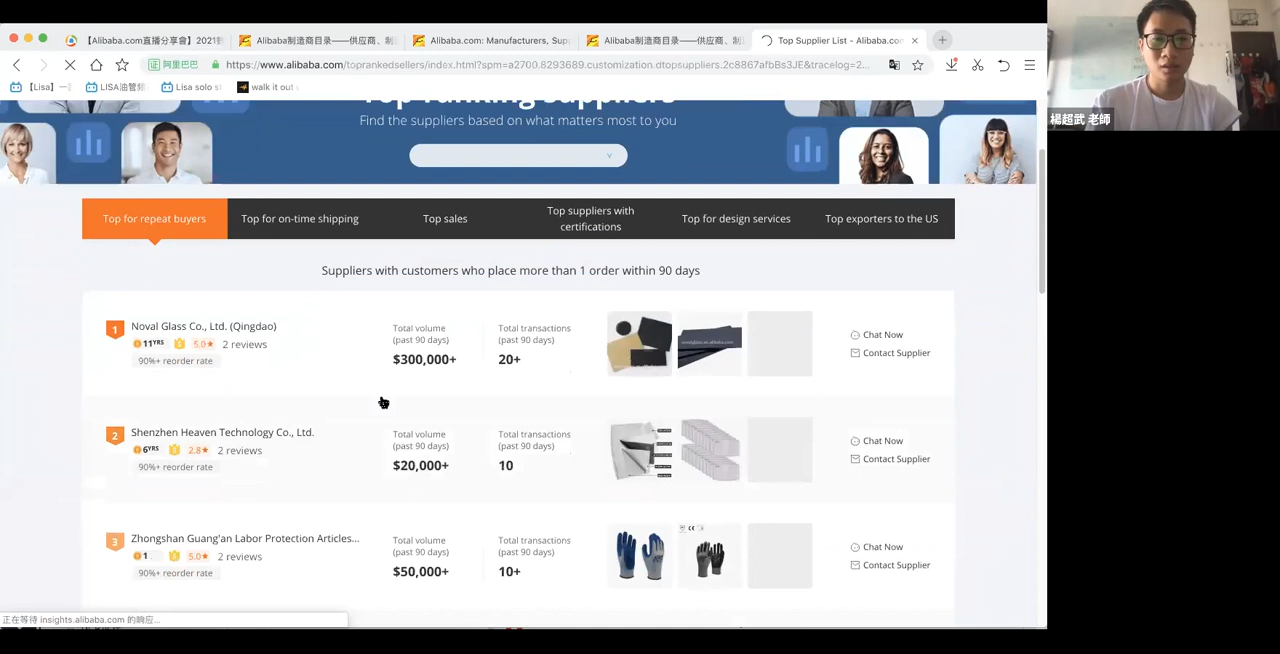 【Alibaba.com直播分享會】2021
Alibaba制造商目录——供应商、制
Alibaba.com: Manufacturers, Sup
Alibaba制造商目录——供应商、制
Top Supplier List - Alibaba.com
阿里巴巴
https://www.alibaba.com/toprankedsellers/index.html?spm=a2700.8293689.customization.dtopsuppliers.2c8867afbBs3JE&tracelog=2...
【Lisa】一
LISA油管频
Lisa solo s
walk it out
楊超武 老師
Top ranking suppliers
Find the suppliers based on what matters most to you
Top for repeat buyers
Top for on-time shipping
Top sales
Top suppliers with
certifications
Top for design services
Top exporters to the US
Suppliers with customers who place more than 1 order within 90 days
1
Noval Glass Co., Ltd. (Qingdao)
11YRS 5.0★ 2 reviews
90%+ reorder rate
Total volume
(past 90 days)
$300,000+
Total transactions
(past 90 days)
20+
Chat Now
Contact Supplier
2
Shenzhen Heaven Technology Co., Ltd.
6YRS 2.8★ 2 reviews
90%+ reorder rate
Total volume
(past 90 days)
$20,000+
Total transactions
(past 90 days)
10
Chat Now
Contact Supplier
3
Zhongshan Guang'an Labor Protection Articles...
1 5.0★ 2 reviews
90%+ reorder rate
Total volume
(past 90 days)
$50,000+
Total transactions
(past 90 days)
10+
Chat Now
Contact Supplier
正在等待 insights.alibaba.com 的响应...